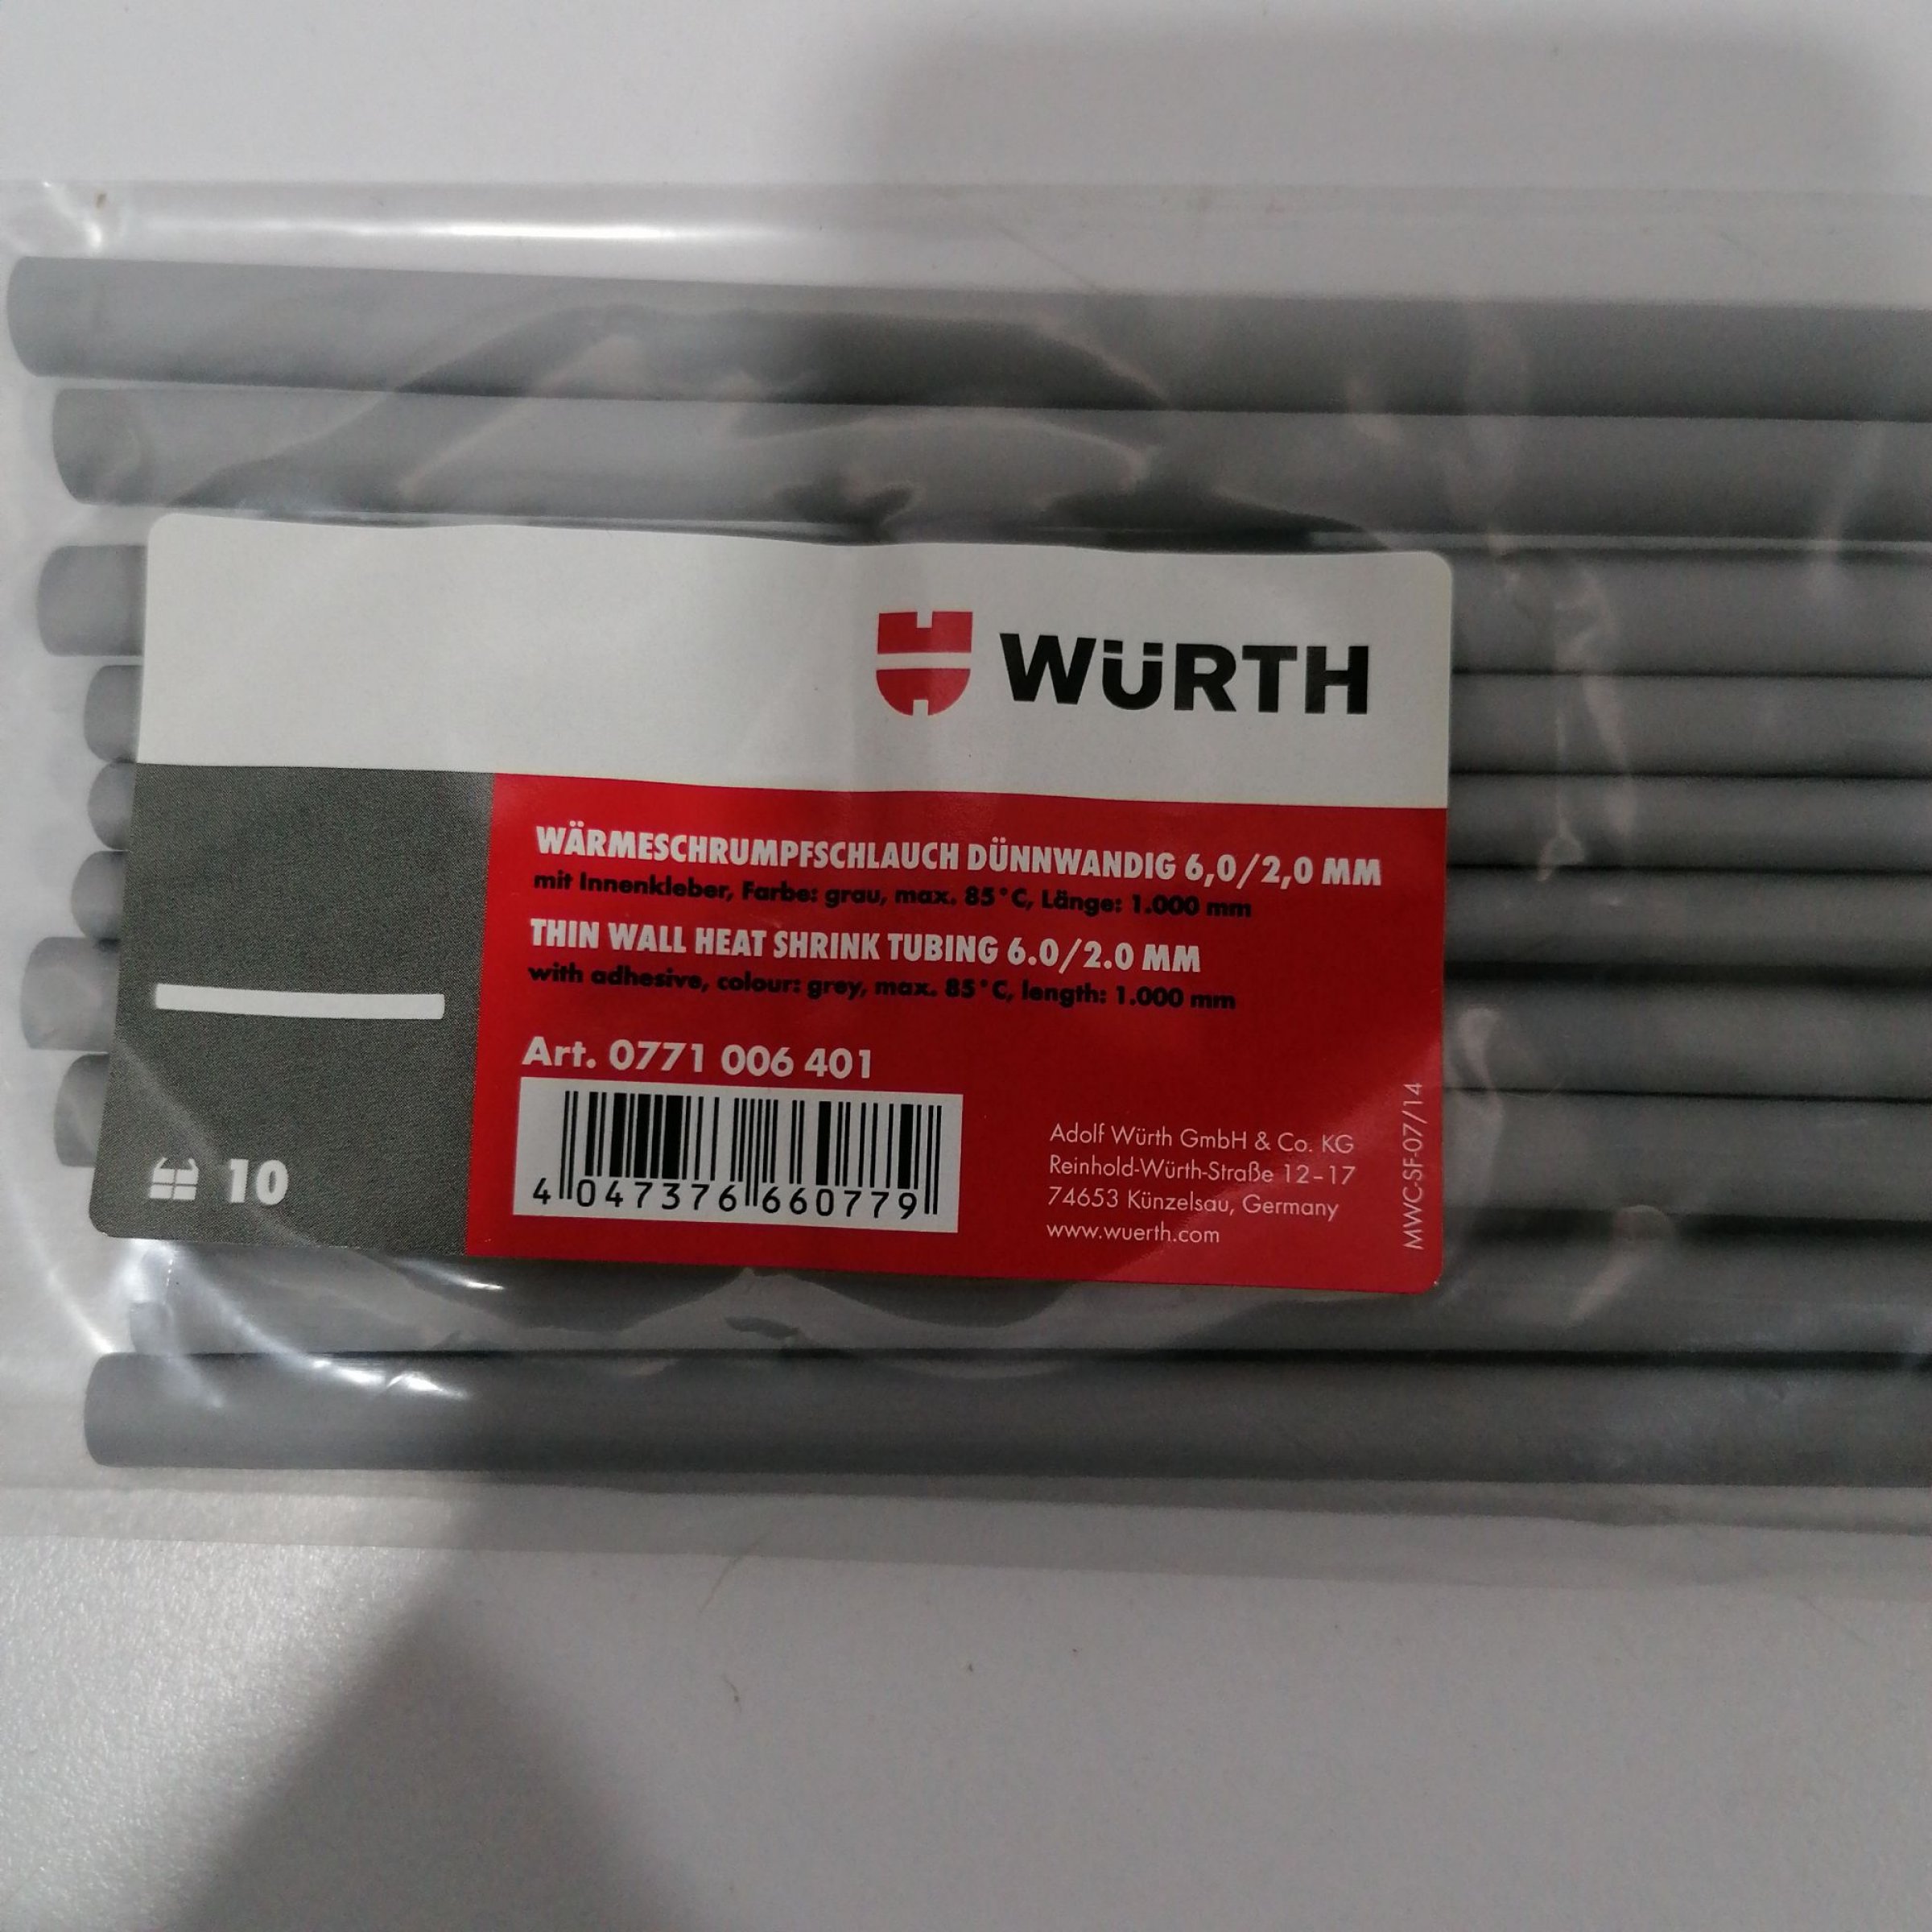 WÜRTH
WÄRMESCHRUMPFSCHLAUCH DÜNNWANDIG 6,0/2,0 MM
mit Innenkleber, Farbe: grau, max. 85°C, Länge: 1.000 mm
THIN WALL HEAT SHRINK TUBING 6.0/2.0 MM
with adhesive, colour: grey, max. 85°C, length: 1.000 mm
Art. 0771 006 401
4 047376 660779
10
Adolf Würth GmbH & Co. KG
Reinhold-Würth-Straße 12–17
74653 Künzelsau, Germany
www.wuerth.com
MWC-SF-07/14